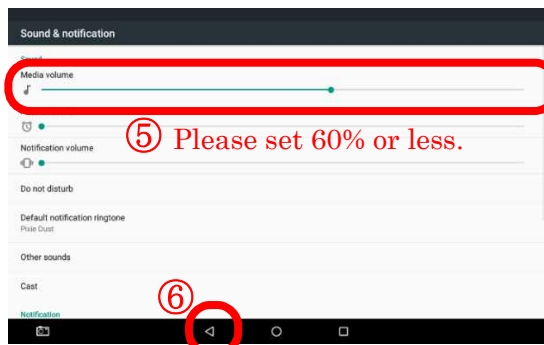 Sound & notification
Sound
Media volume
⑤ Please set 60% or less.
Notification volume
Do not disturb
Default notification ringtone
Pixie Dust
Other sounds
Cast
⑥
Notification